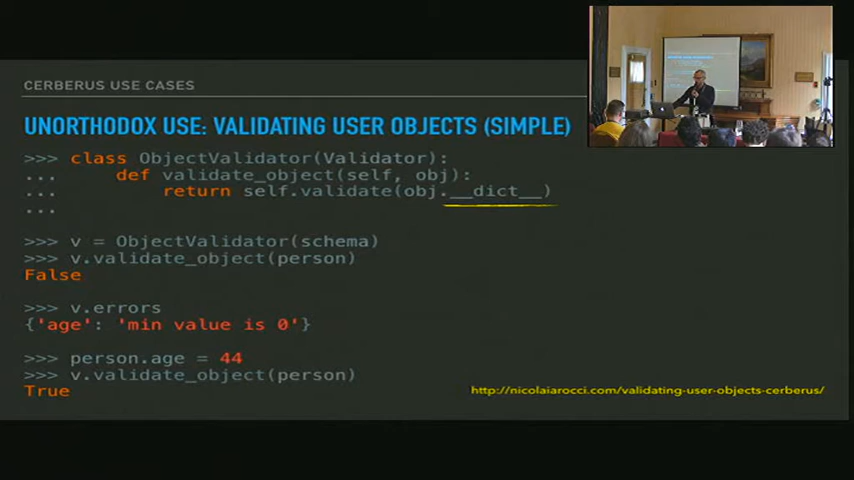 CERBERUS USE CASES
UNORTHODOX USE: VALIDATING USER OBJECTS (SIMPLE)
>>> class ObjectValidator(Validator):
... def validate_object(self, obj):
... return self.validate(obj.__dict__)
...
>>> v = ObjectValidator(schema)
>>> v.validate_object(person)
False
>>> v.errors
{'age': 'min value is 0'}
>>> person.age = 44
>>> v.validate_object(person)
True
http://nicolaiarocci.com/validating-user-objects-cerberus/